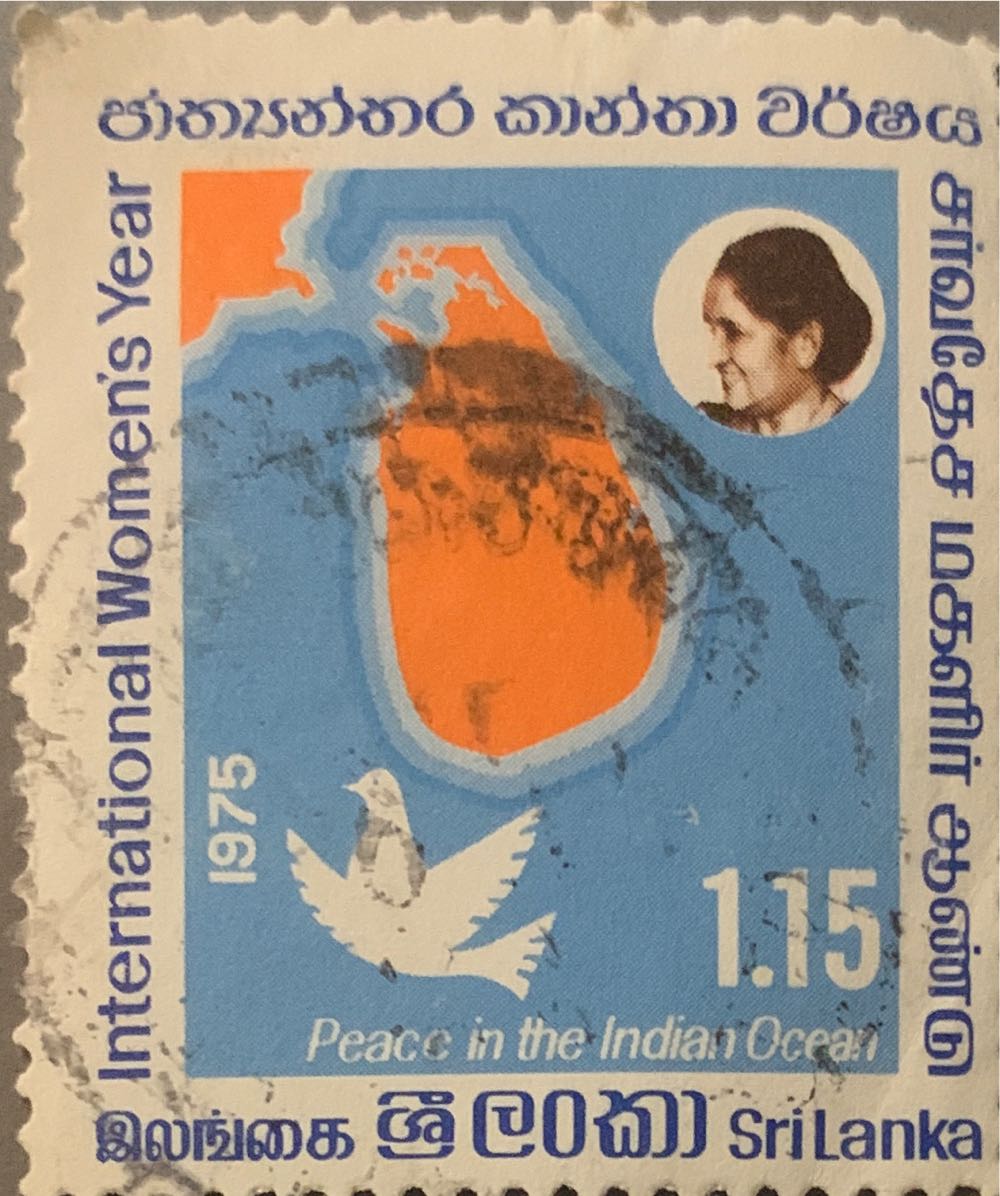 ජාත්‍යන්තර කාන්තා වර්ෂය
International Women's Year
சர்வதேச மகளிர் ஆண்டு
1975
1.15
Peace in the Indian Ocean
இலங்கை ශ්‍රී ලංකා Sri Lanka